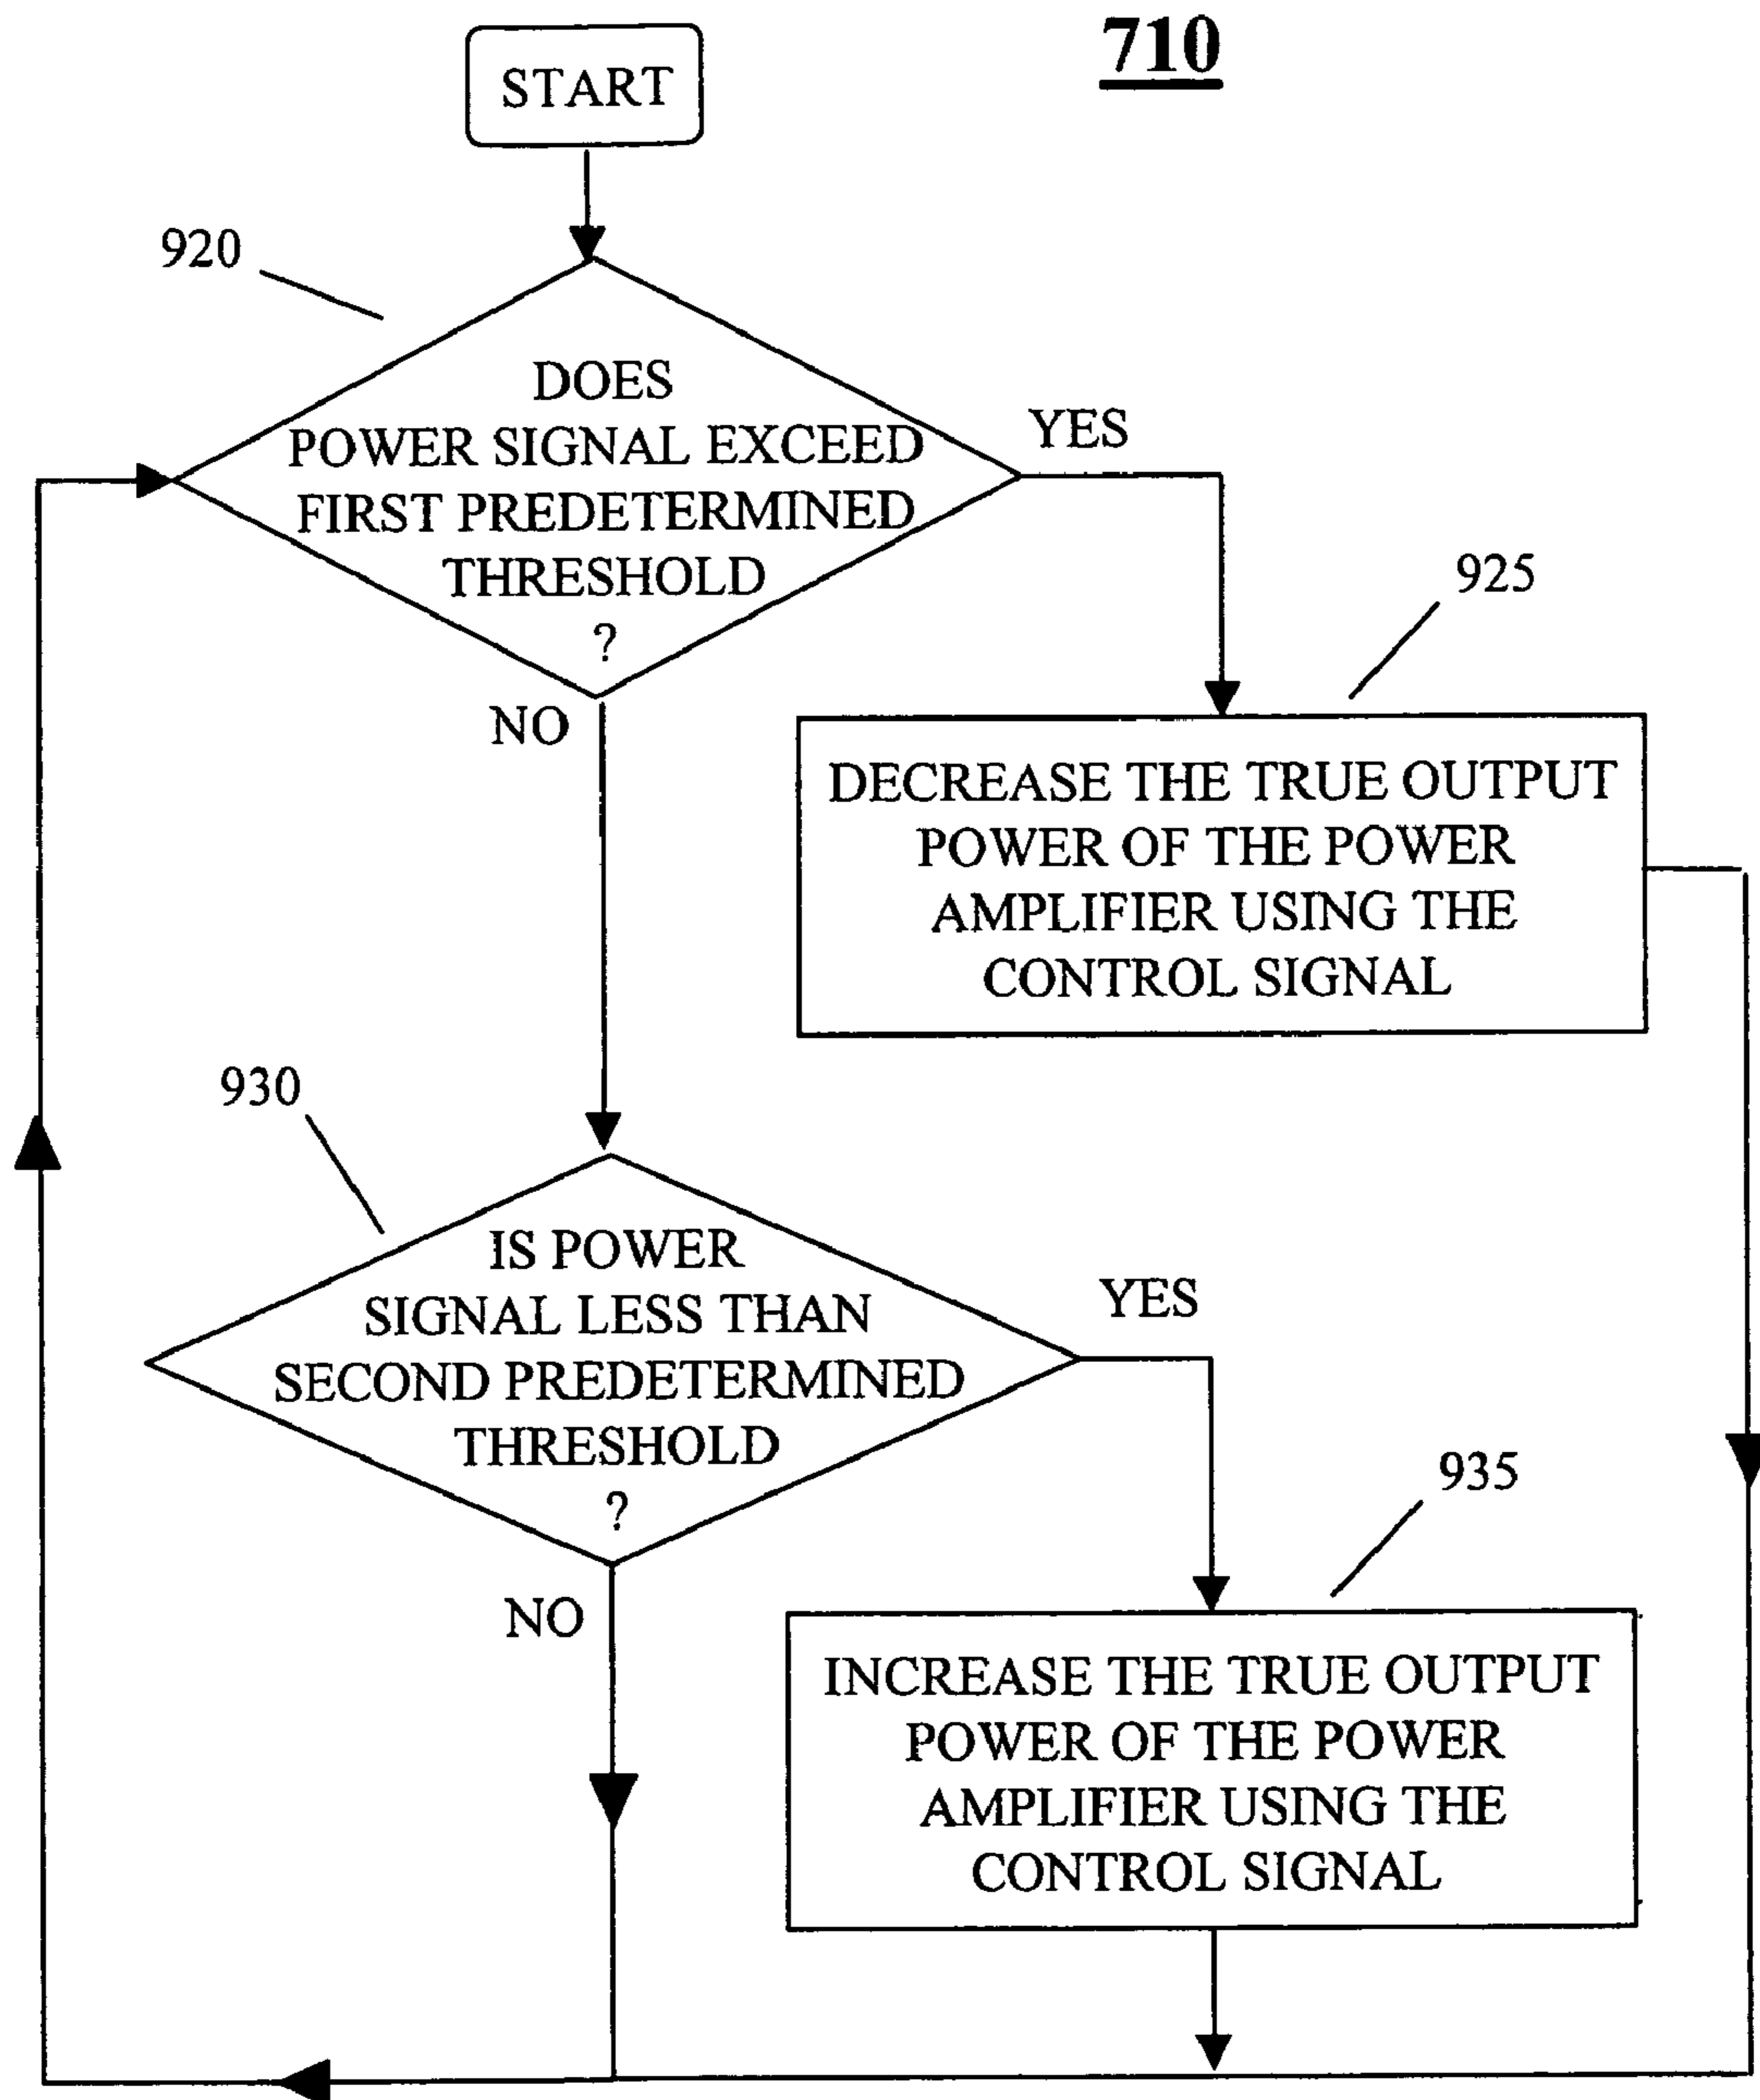 710
START
920
DOES
POWER SIGNAL EXCEED
FIRST PREDETERMINED
THRESHOLD
?
YES
NO
925
DECREASE THE TRUE OUTPUT
POWER OF THE POWER
AMPLIFIER USING THE
CONTROL SIGNAL
930
IS POWER
SIGNAL LESS THAN
SECOND PREDETERMINED
THRESHOLD
?
YES
NO
935
INCREASE THE TRUE OUTPUT
POWER OF THE POWER
AMPLIFIER USING THE
CONTROL SIGNAL